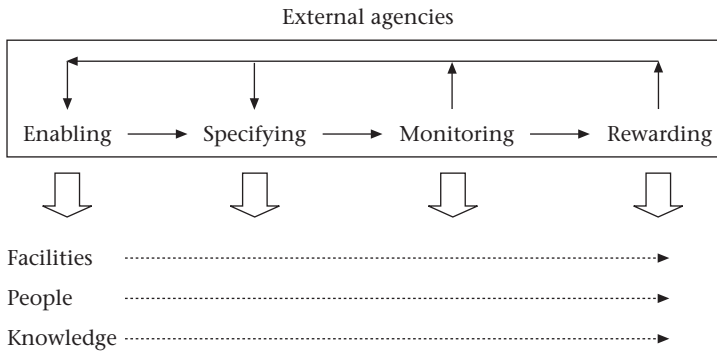 External agencies
Enabling Specifying Monitoring Rewarding
Facilities
People
Knowledge